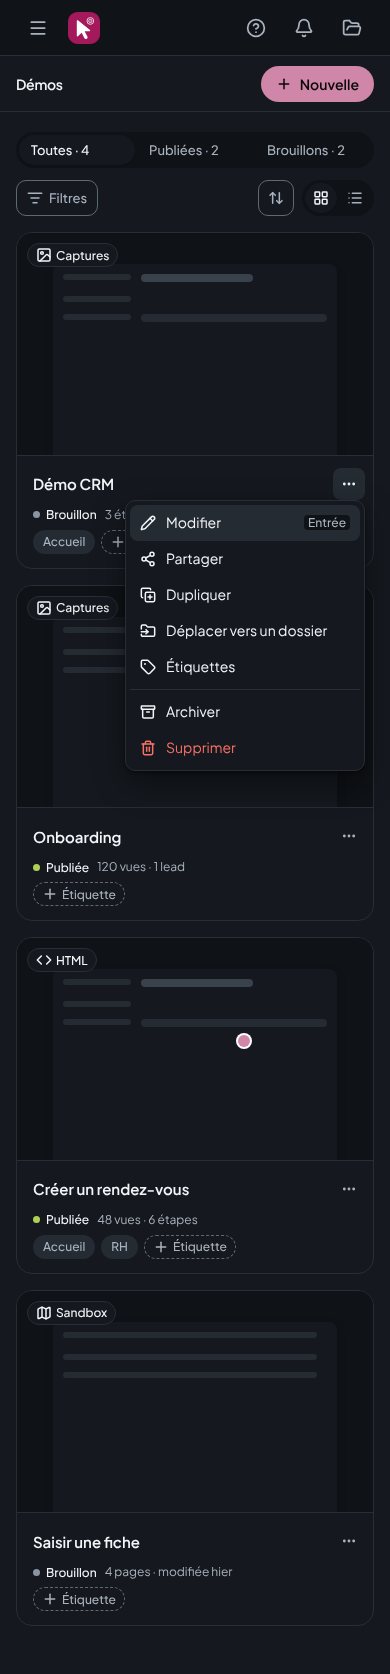 Démos
+ Nouvelle
Toutes · 4
Publiées · 2
Brouillons · 2
Filtres
Captures
Démo CRM
Brouillon 3 ét
Accueil +
Modifier Entrée
Partager
Dupliquer
Déplacer vers un dossier
Étiquettes
Archiver
Supprimer
Captures
Onboarding
Publiée 120 vues · 1 lead
+ Étiquette
HTML
Créer un rendez-vous
Publiée 48 vues · 6 étapes
Accueil RH + Étiquette
Sandbox
Saisir une fiche
Brouillon 4 pages · modifiée hier
+ Étiquette